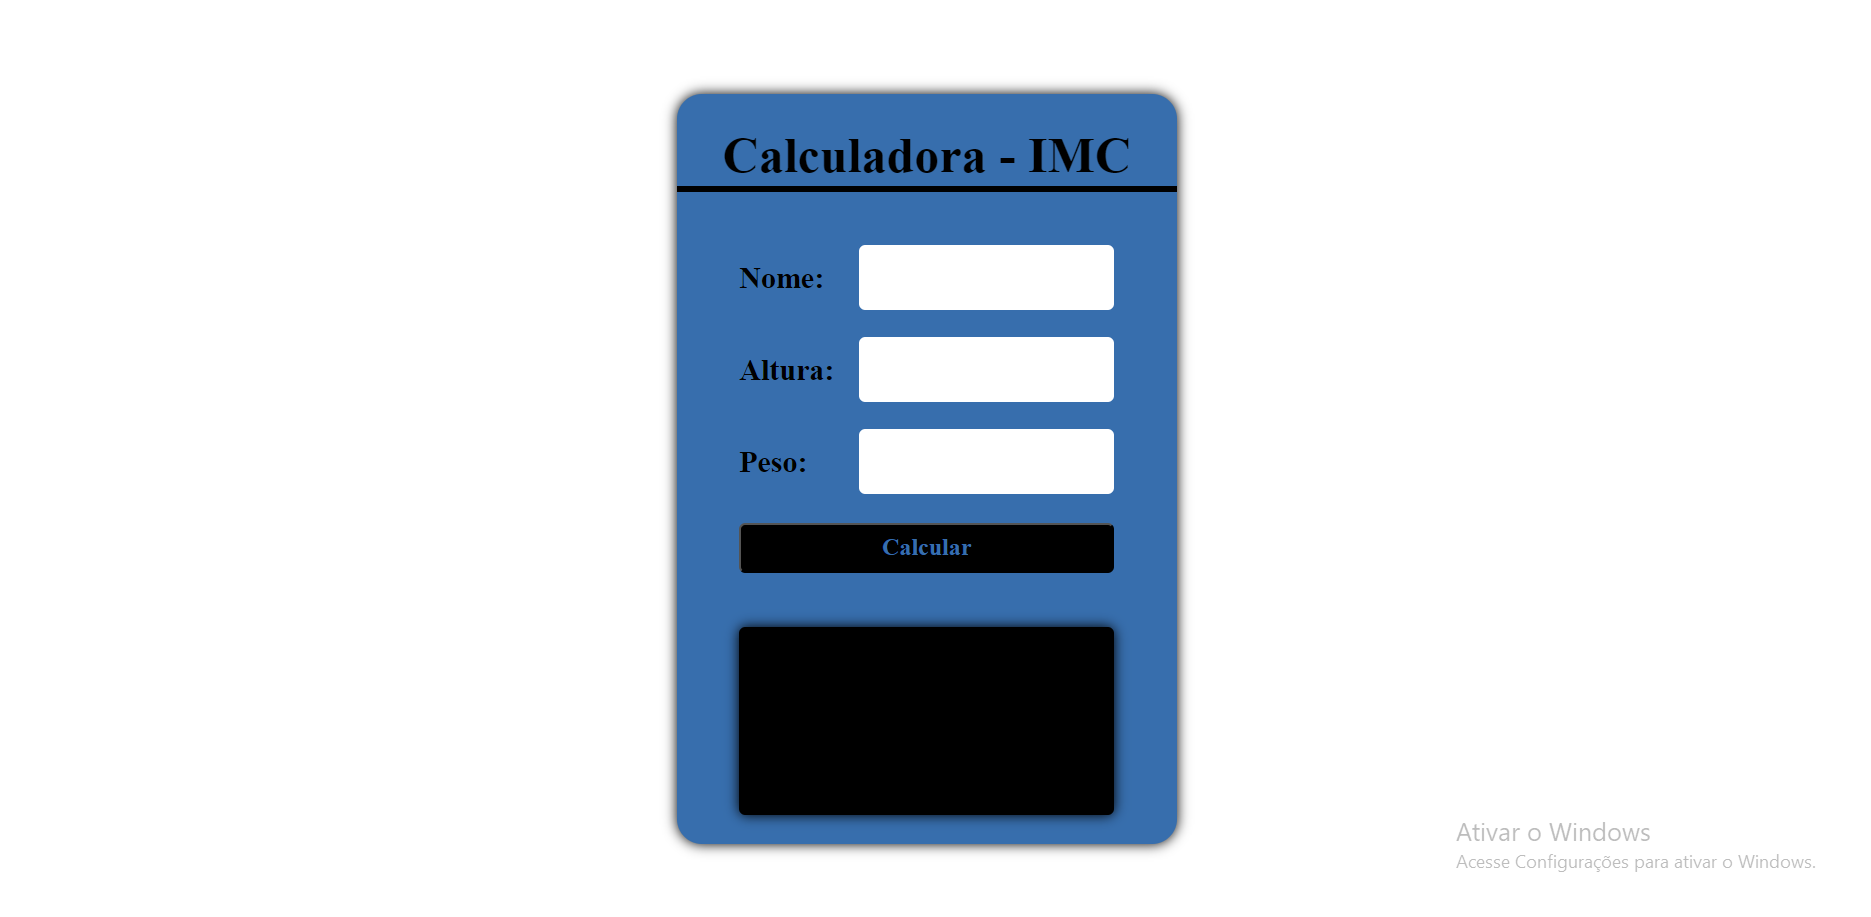 Calculadora - IMC
Nome:
Altura:
Peso:
Calcular
Ativar o Windows
Acesse Configurações para ativar o Windows.